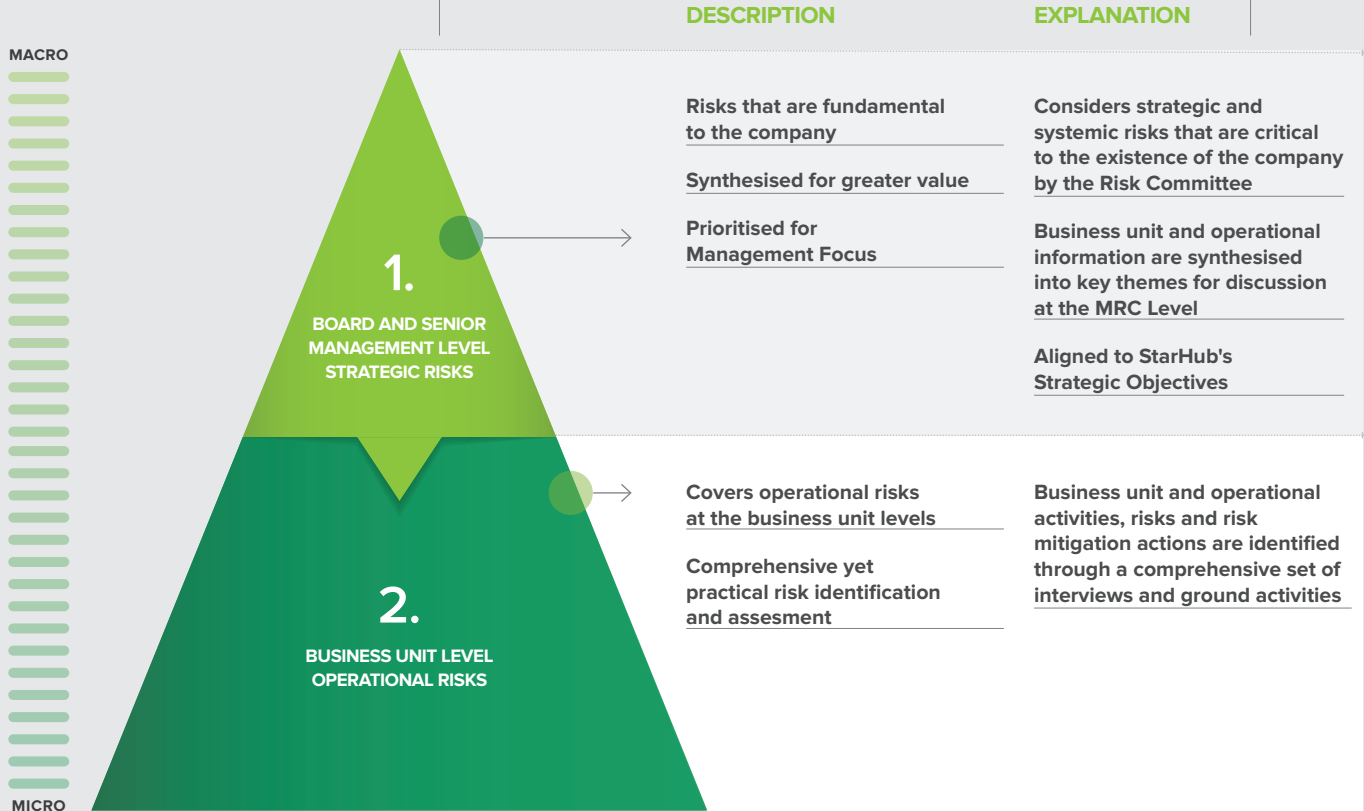 DESCRIPTION
EXPLANATION
MACRO
1.
BOARD AND SENIOR
MANAGEMENT LEVEL
STRATEGIC RISKS
Risks that are fundamental
to the company
Synthesised for greater value
Prioritised for
Management Focus
Considers strategic and
systemic risks that are critical
to the existence of the company
by the Risk Committee
Business unit and operational
information are synthesised
into key themes for discussion
at the MRC Level
Aligned to StarHub's
Strategic Objectives
2.
BUSINESS UNIT LEVEL
OPERATIONAL RISKS
Covers operational risks
at the business unit levels
Comprehensive yet
practical risk identification
and assesment
Business unit and operational
activities, risks and risk
mitigation actions are identified
through a comprehensive set of
interviews and ground activities
MICRO